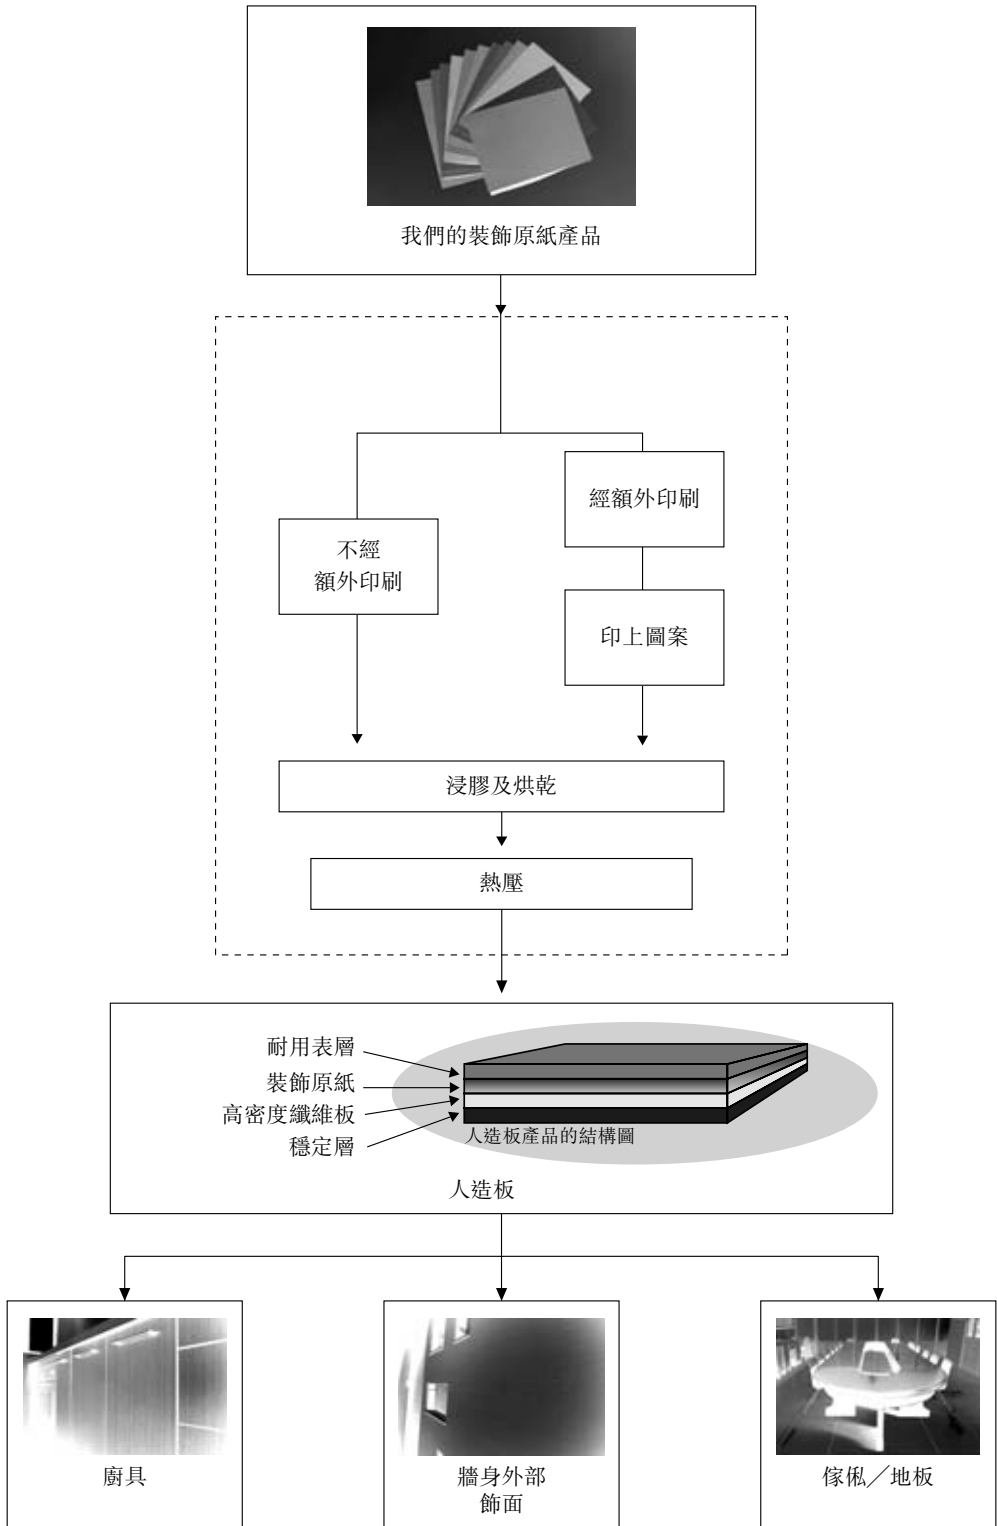 我們的裝飾原紙產品
經額外印刷
不經
額外印刷
印上圖案
浸膠及烘乾
熱壓
耐用表層
裝飾原紙
高密度纖維板
穩定層
人造板產品的結構圖
人造板
廚具
牆身外部
飾面
傢俬／地板